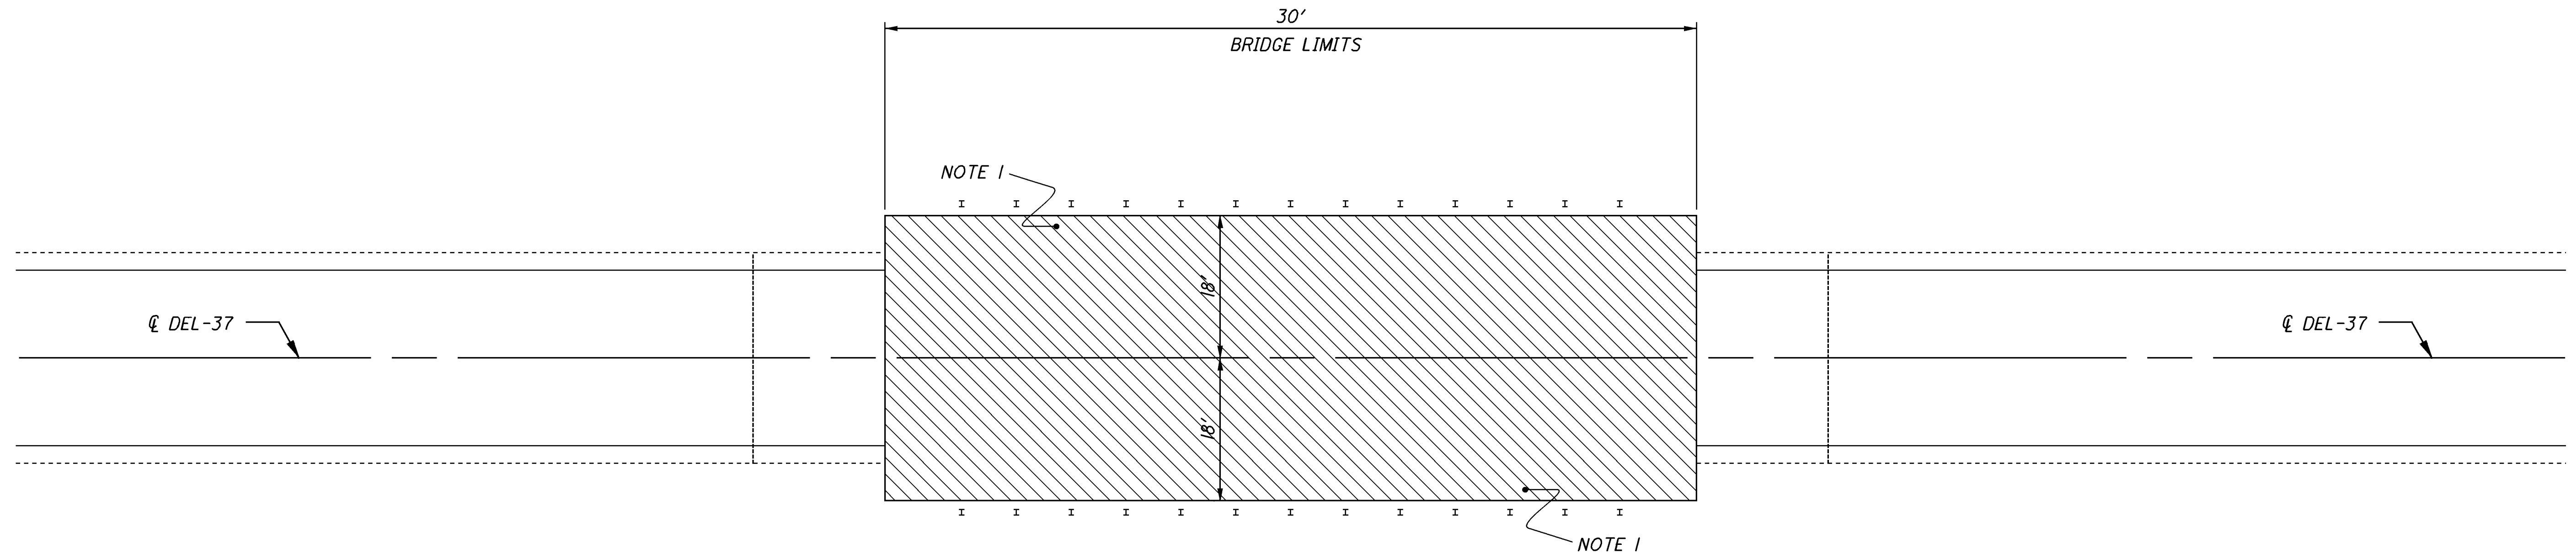 30'
BRIDGE LIMITS
NOTE 1
18'
℄ DEL-37
℄ DEL-37
18'
NOTE 1